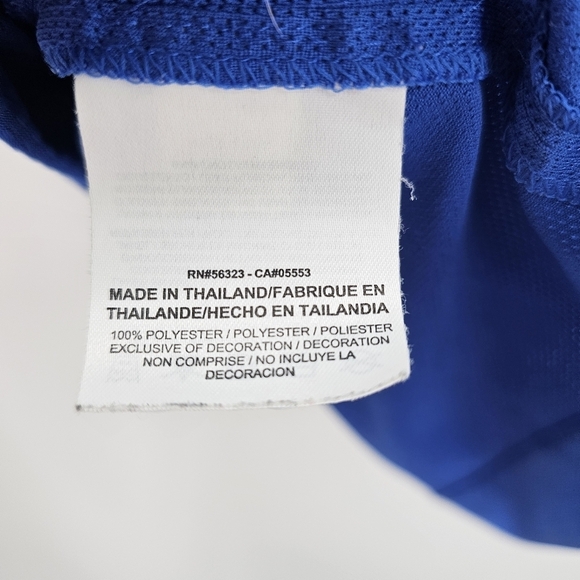 RN#56323 - CA#05553
MADE IN THAILAND/FABRIQUE EN
THAILANDE/HECHO EN TAILANDIA
100% POLYESTER / POLYESTER / POLIESTER
EXCLUSIVE OF DECORATION / DECORATION
NON COMPRISE / NO INCLUYE LA
DECORACION